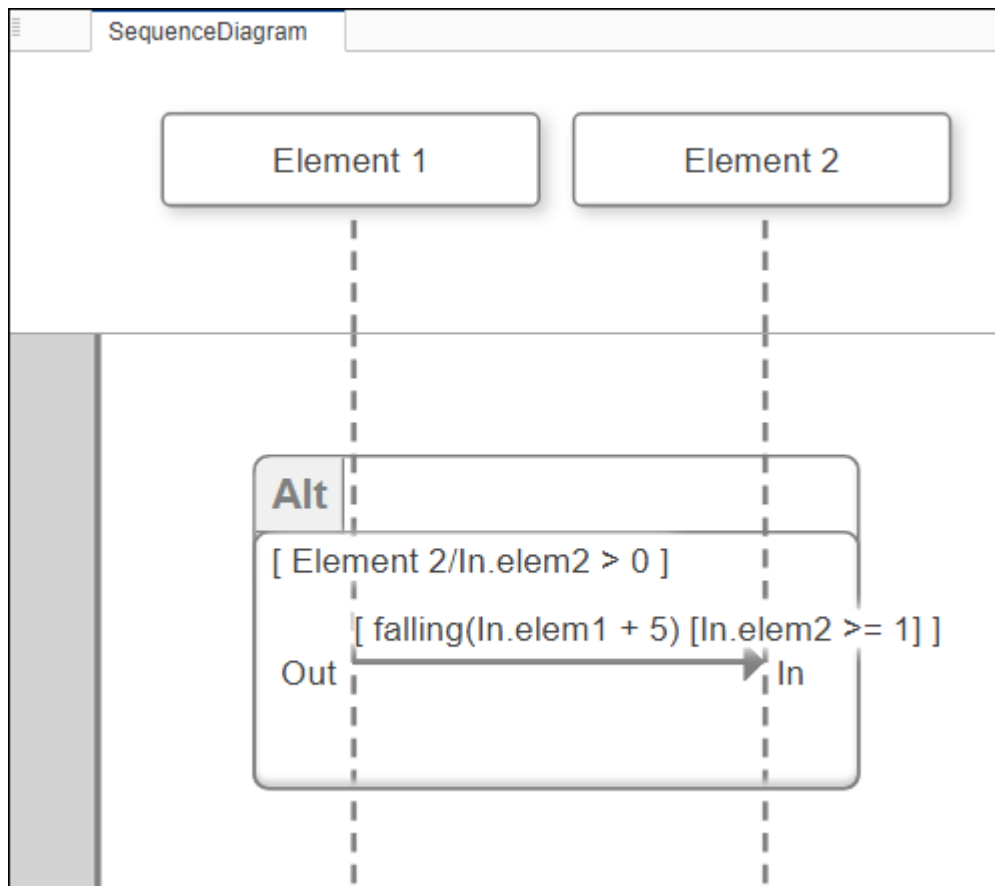 SequenceDiagram
Element 1
Element 2
Alt
[ Element 2/In.elem2 > 0 ]
[ falling(In.elem1 + 5) [In.elem2 >= 1] ]
Out
In